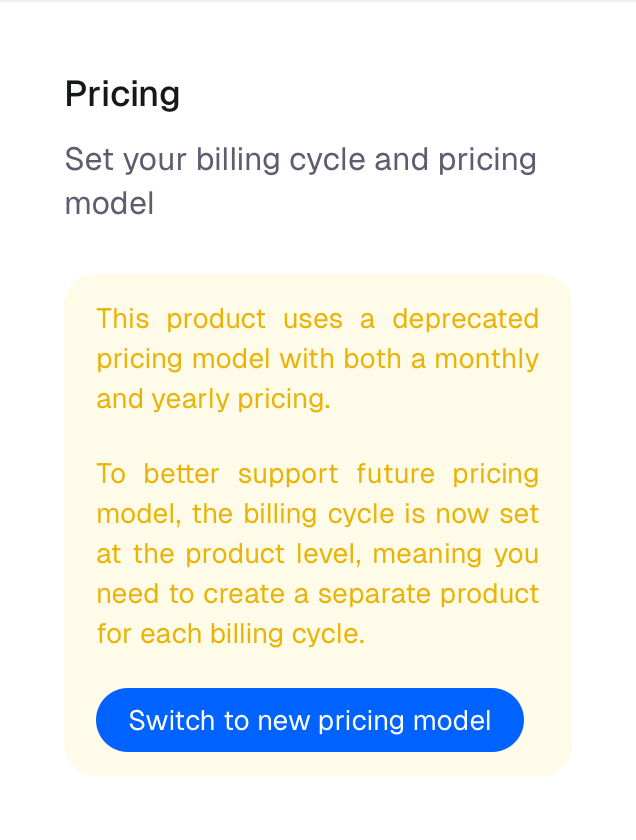 Pricing
Set your billing cycle and pricing
model
This product uses a deprecated
pricing model with both a monthly
and yearly pricing.
To better support future pricing
model, the billing cycle is now set
at the product level, meaning you
need to create a separate product
for each billing cycle.
Switch to new pricing model